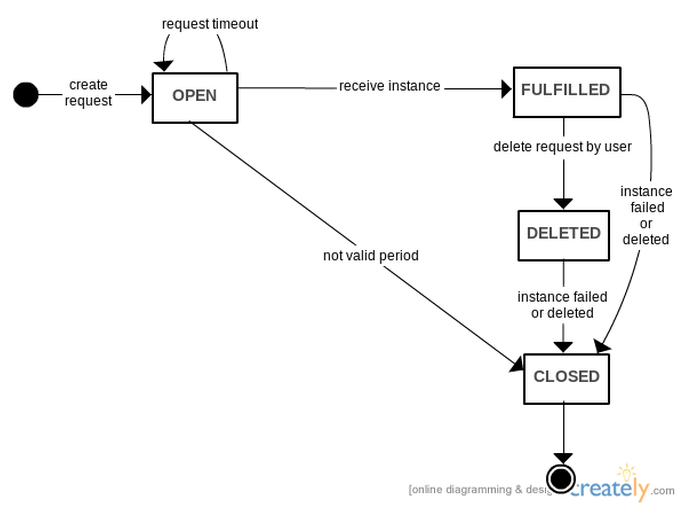 request timeout
create
request
OPEN
receive instance
FULFILLED
delete request by user
instance
failed
or
deleted
DELETED
not valid period
instance failed
or deleted
CLOSED
[online diagramming & desig
creately.com